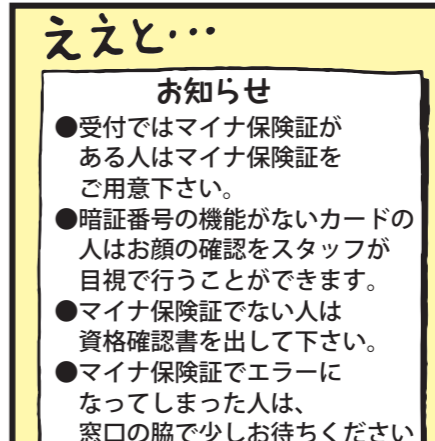 ええと…
お知らせ
●受付ではマイナ保険証が
ある人はマイナ保険証を
ご用意下さい。
●暗証番号の機能がないカードの
人はお顔の確認をスタッフが
目視で行うことができます。
●マイナ保険証でない人は
資格確認書を出して下さい。
●マイナ保険証でエラーに
なってしまった人は、
窓口の脇で少しお待ちください